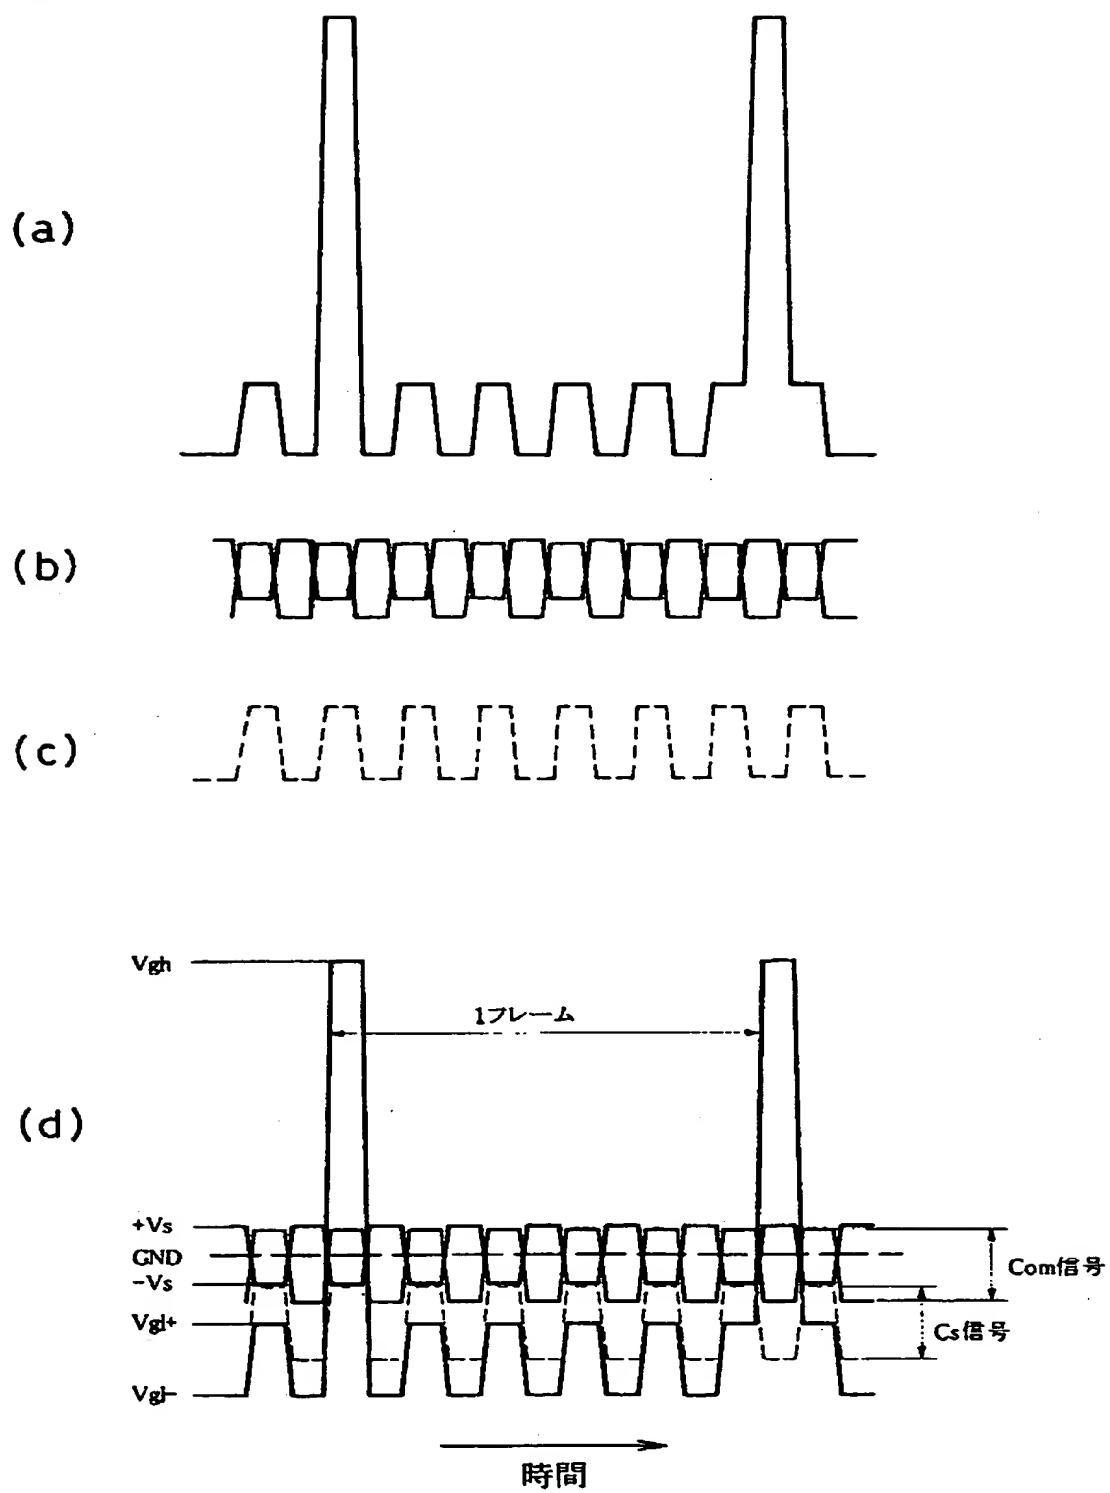 (a)
(b)
(c)
(d)
Vgh
1フレーム
+Vs
GND
-Vs
Com信号
Vgl+
Cs信号
Vgl-
時間